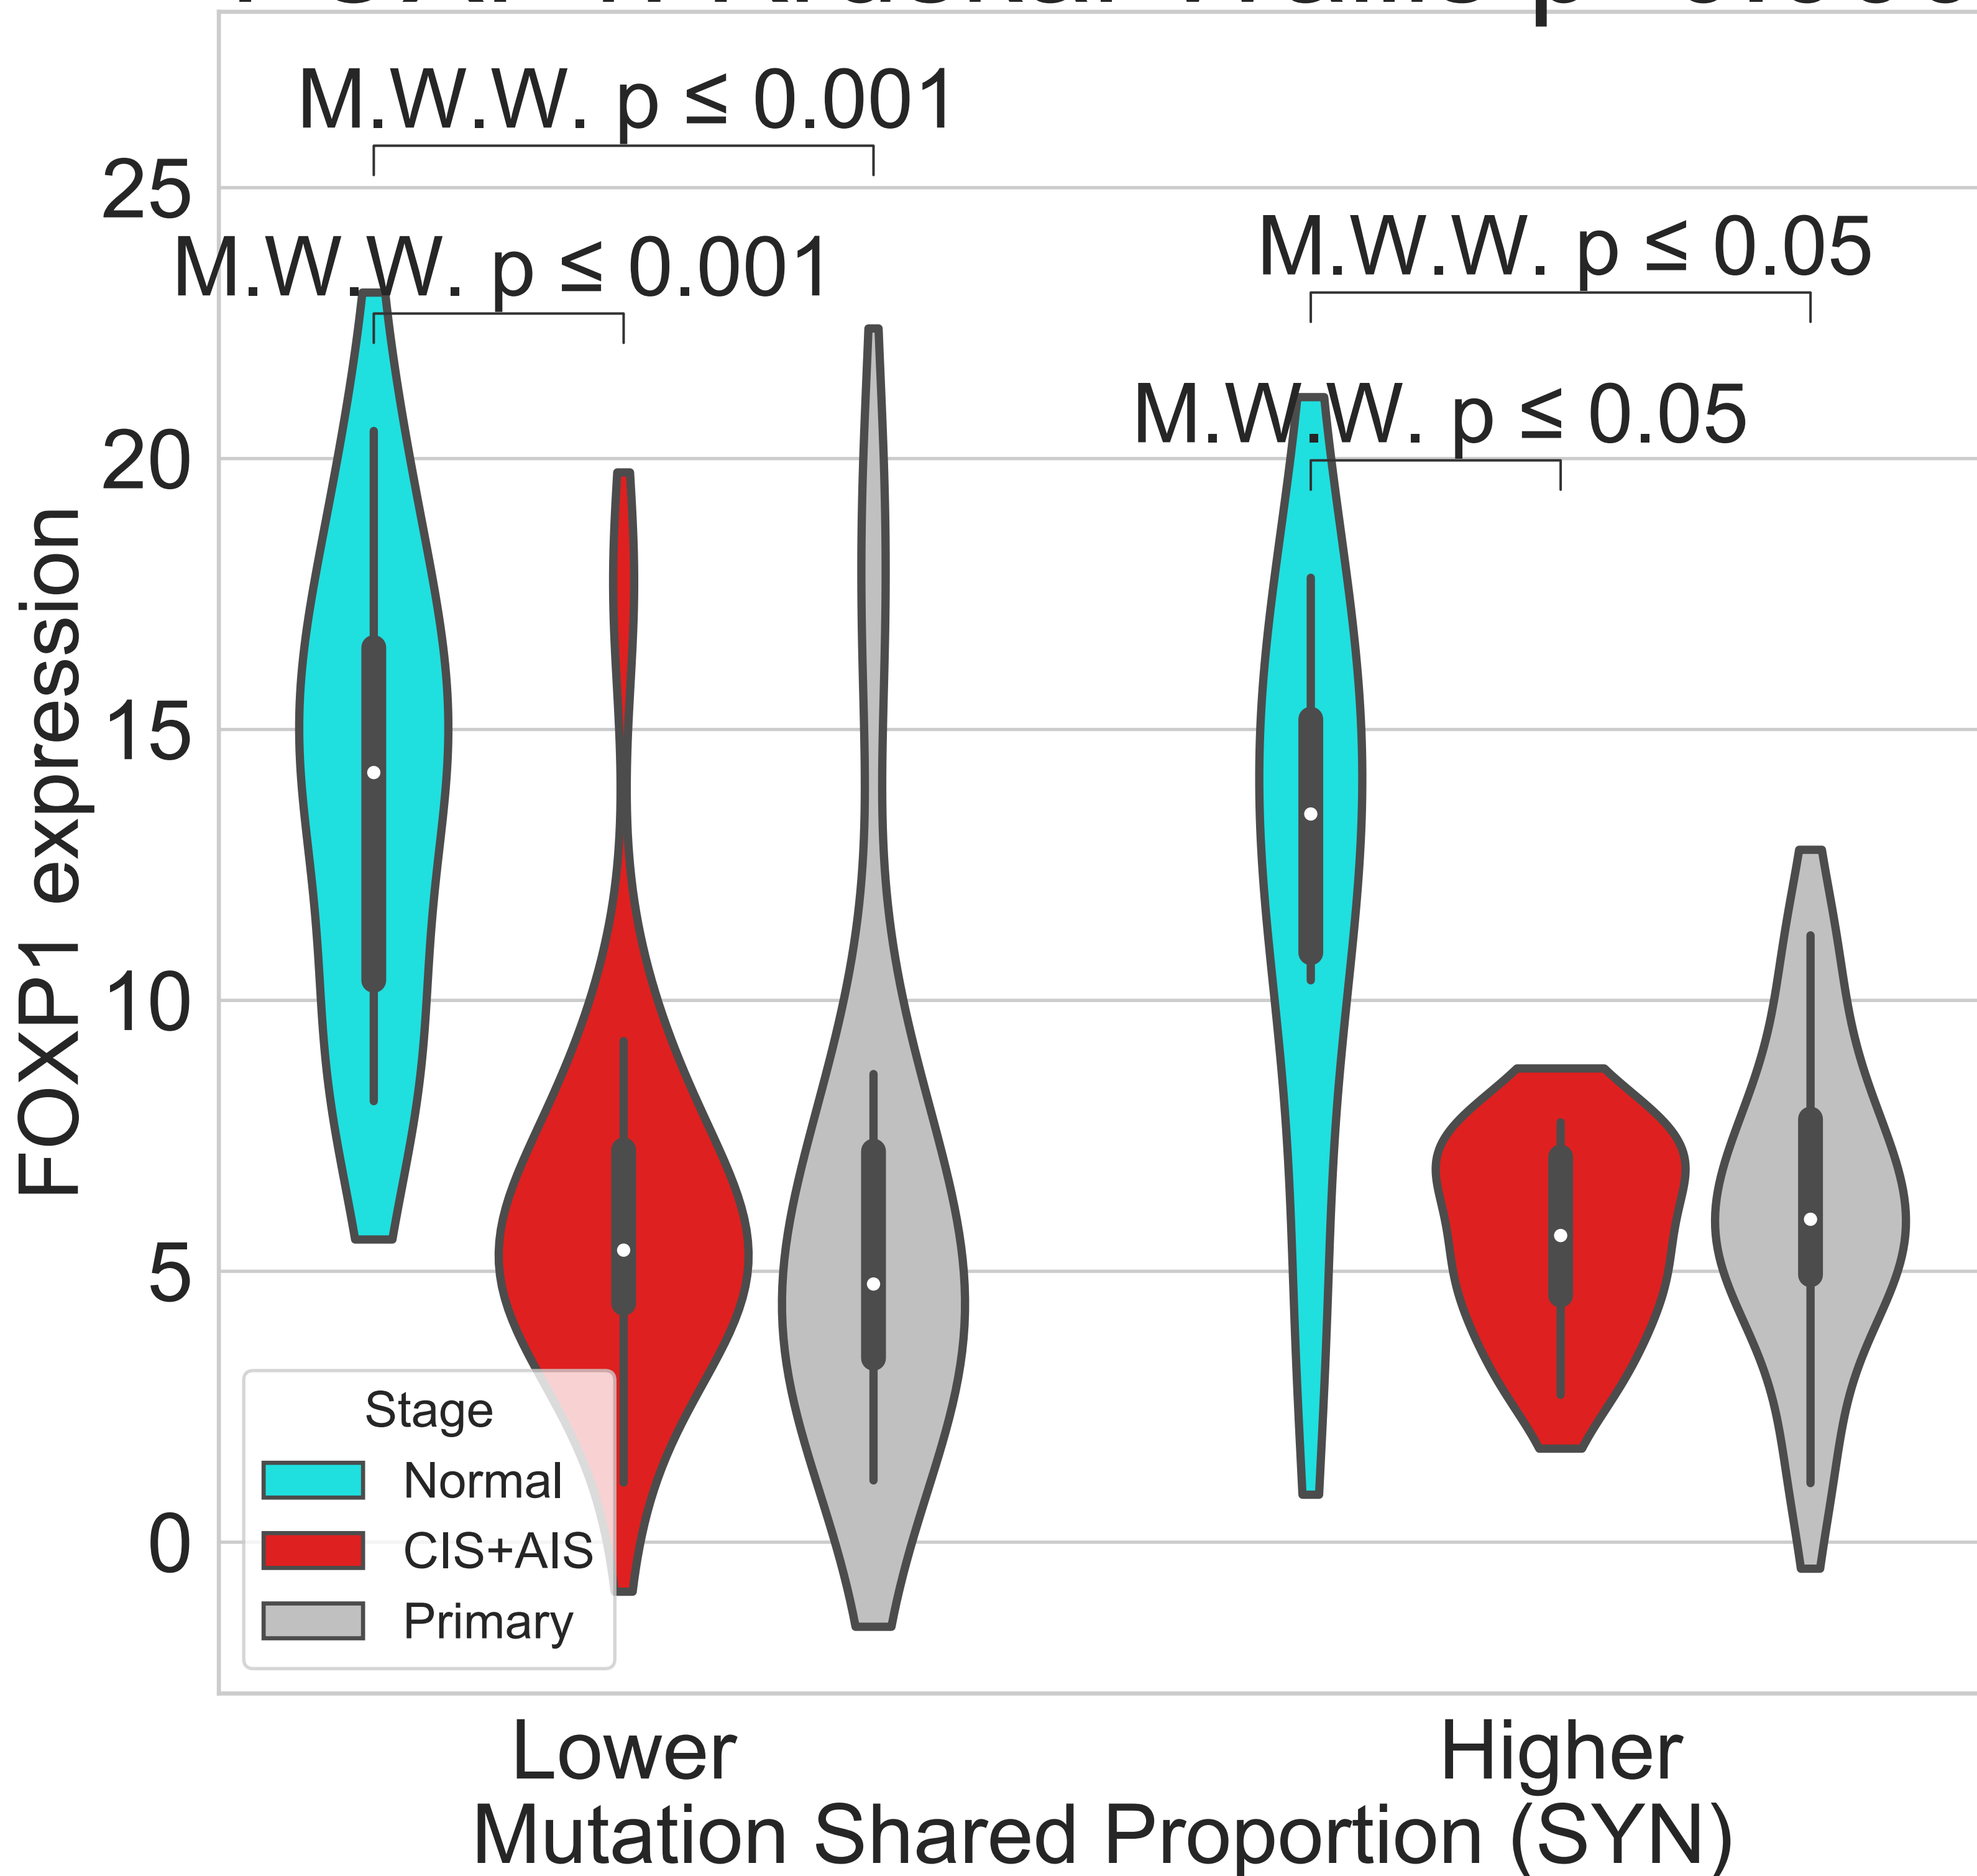 M.W.W. p ≤ 0.001
25
M.W.W. p ≤ 0.001
M.W.W. p ≤ 0.05
20
M.W.W. p ≤ 0.05
15
10
5
0
FOXP1 expression
Stage
Normal
CIS+AIS
Primary
Lower
Higher
Mutation Shared Proportion (SYN)